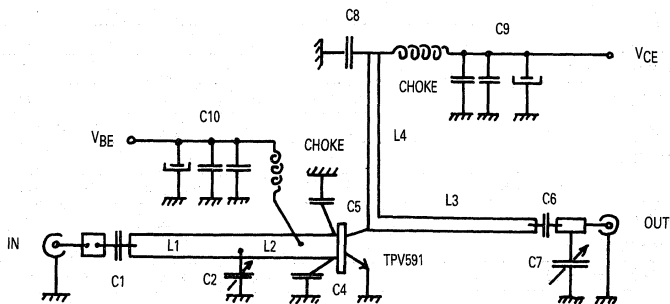 C8
C9
VCE
CHOKE
C10
VBE
CHOKE
L4
C5
L3
C6
IN
L1
L2
OUT
C1
C2
C4
TPV591
C7